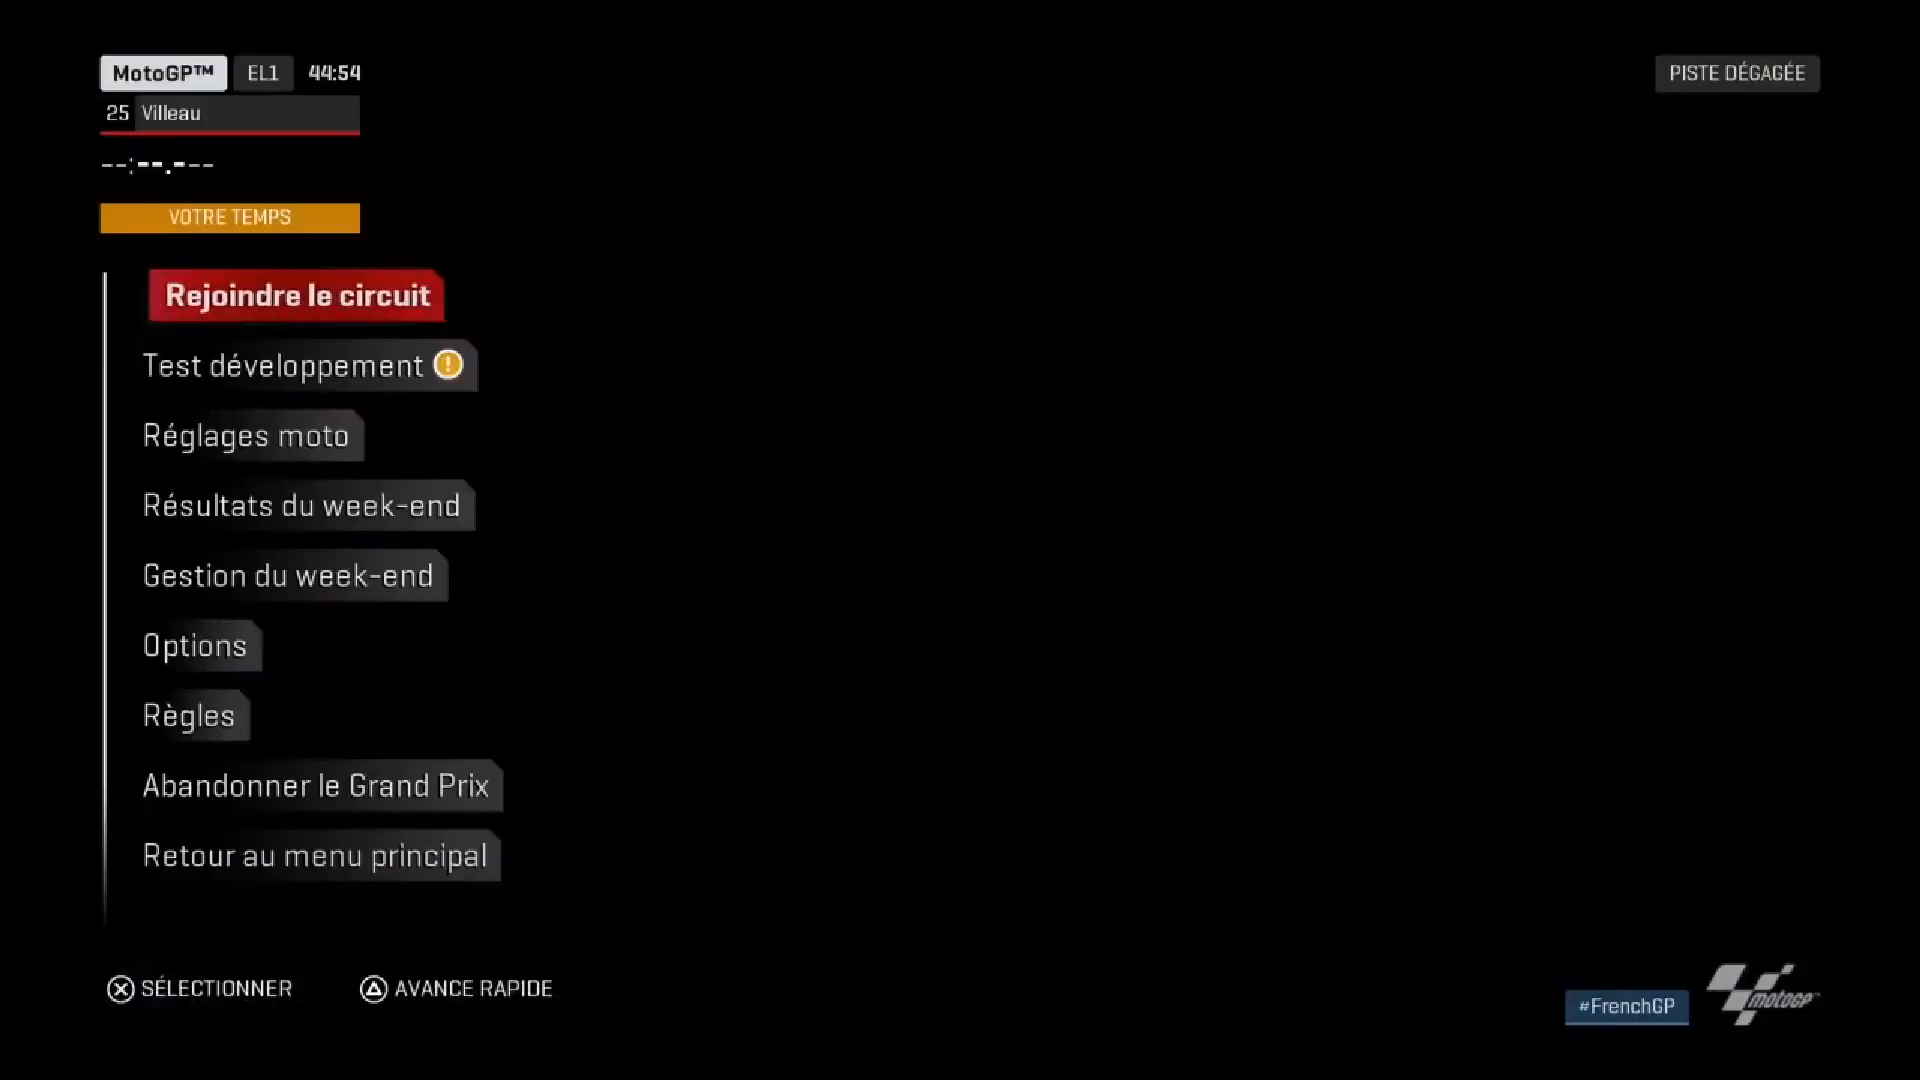 MotoGP™ EL1 44:54
PISTE DÉGAGÉE
25 Villeau
--:--.---
VOTRE TEMPS
Rejoindre le circuit
Test développement !
Réglages moto
Résultats du week-end
Gestion du week-end
Options
Règles
Abandonner le Grand Prix
Retour au menu principal
SÉLECTIONNER AVANCE RAPIDE
#FrenchGP
motoGP™